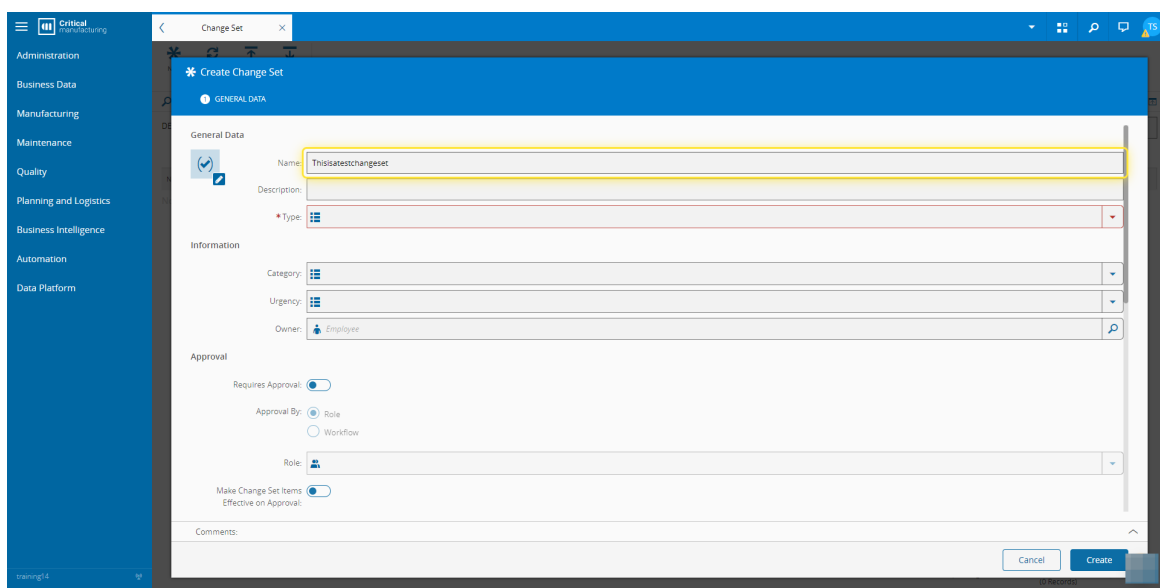 Critical
manufacturing
Change Set
TS
Administration
Business Data
Manufacturing
Maintenance
Quality
Planning and Logistics
Business Intelligence
Automation
Data Platform
training14
Create Change Set
1 GENERAL DATA
General Data
Name: Thisisatestchangeset
Description:
* Type:
Information
Category:
Urgency:
Owner: Employee
Approval
Requires Approval:
Approval By: Role
Workflow
Role:
Make Change Set Items
Effective on Approval:
Comments:
Cancel
Create
(0 Records)